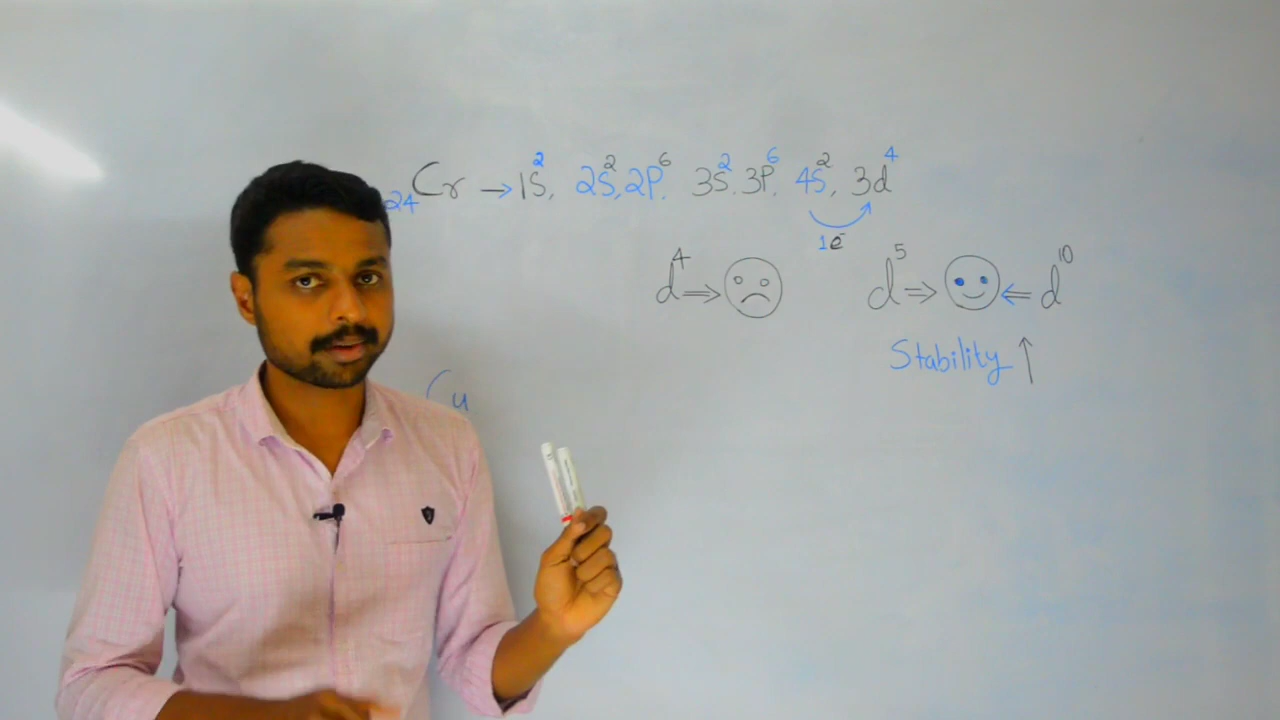 ₂₄Cr → 1S², 2S², 2P⁶, 3S², 3P⁶, 4S², 3d⁴
1e⁻
d⁴ ⇒ d⁵ ⇒ ⇐ d¹⁰
Stability ↑
Cu